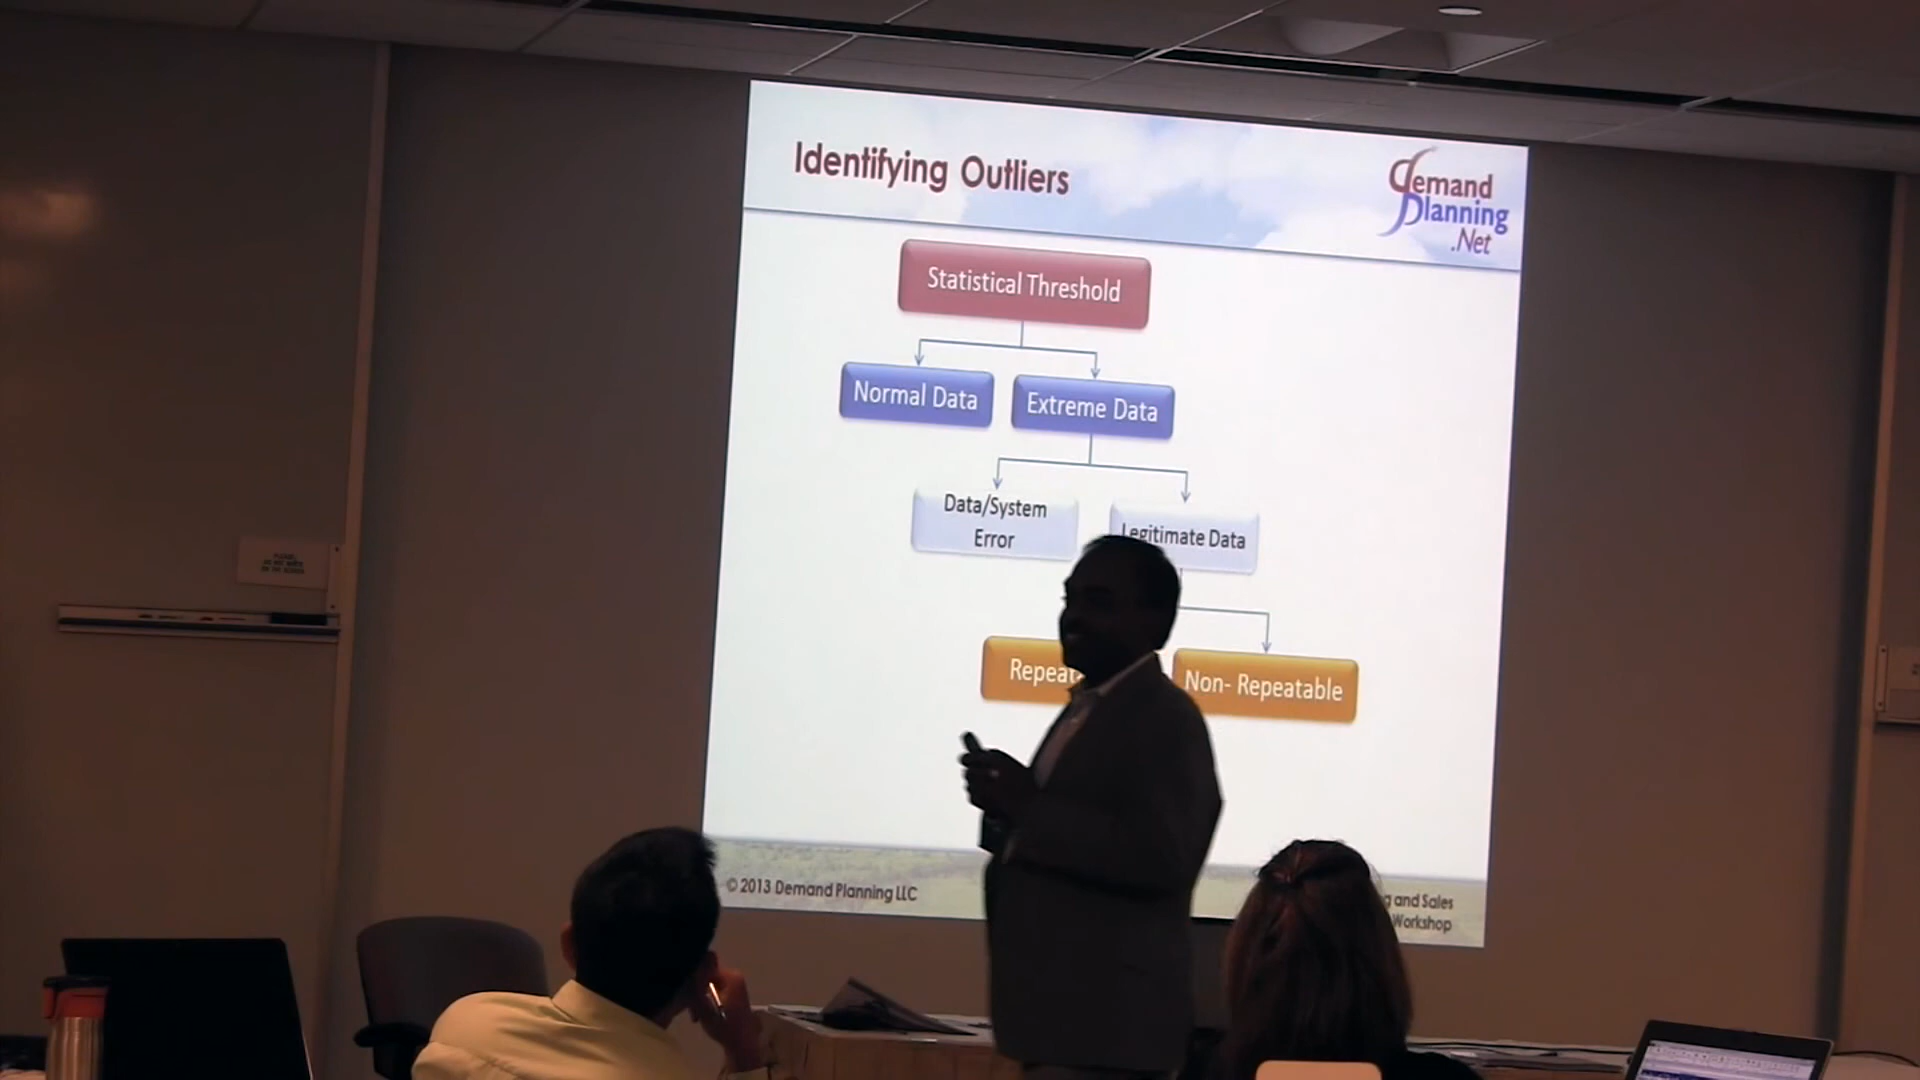 Identifying Outliers
demand
planning
.Net
Statistical Threshold
Normal Data
Extreme Data
Data/System
Error
Legitimate Data
Repeat
Non- Repeatable
© 2013 Demand Planning LLC
g and Sales
Workshop